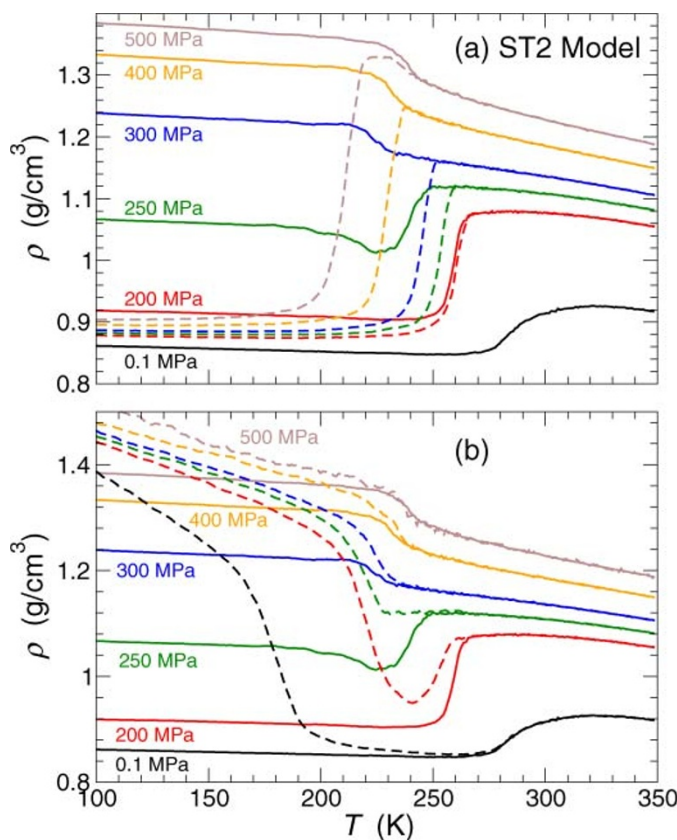 (a) ST2 Model
500 MPa
400 MPa
300 MPa
250 MPa
200 MPa
0.1 MPa
1.3
1.2
1.1
1
0.9
0.8
ρ (g/cm³)
(b)
500 MPa
400 MPa
300 MPa
250 MPa
200 MPa
0.1 MPa
1.4
1.2
1
0.8
ρ (g/cm³)
100 150 200 250 300 350
T (K)